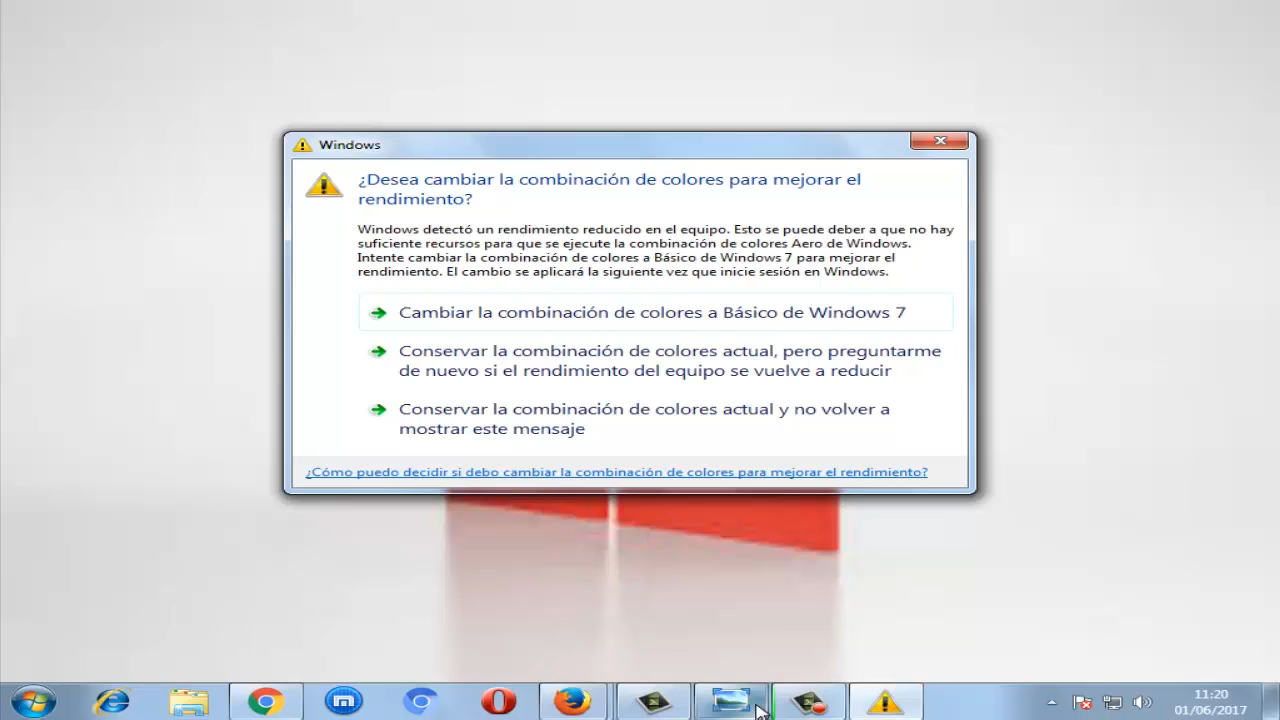 Windows
¿Desea cambiar la combinación de colores para mejorar el
rendimiento?
Windows detectó un rendimiento reducido en el equipo. Esto se puede deber a que no hay
suficiente recursos para que se ejecute la combinación de colores Aero de Windows.
Intente cambiar la combinación de colores a Básico de Windows 7 para mejorar el
rendimiento. El cambio se aplicará la siguiente vez que inicie sesión en Windows.
Cambiar la combinación de colores a Básico de Windows 7
Conservar la combinación de colores actual, pero preguntarme
de nuevo si el rendimiento del equipo se vuelve a reducir
Conservar la combinación de colores actual y no volver a
mostrar este mensaje
¿Cómo puedo decidir si debo cambiar la combinación de colores para mejorar el rendimiento?
11:20
01/06/2017